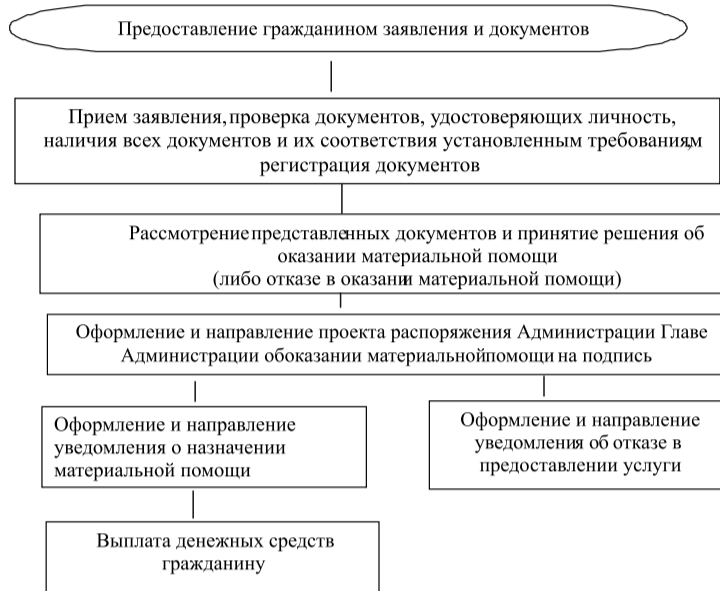 Предоставление гражданином заявления и документов
Прием заявления, проверка документов, удостоверяющих личность,
наличия всех документов и их соответствия установленным требованиям,
регистрация документов
Рассмотрение представленных документов и принятие решения об
оказании материальной помощи
(либо отказе в оказании материальной помощи)
Оформление и направление проекта распоряжения Администрации Главе
Администрации обоказании материальнойпомощи на подпись
Оформление и направление
уведомления о назначении
материальной помощи
Оформление и направление
уведомления об отказе в
предоставлении услуги
Выплата денежных средств
гражданину